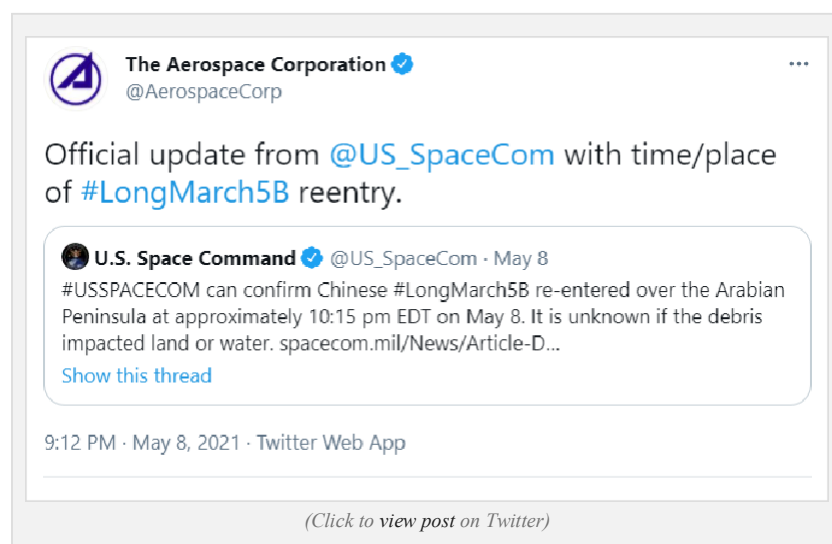 The Aerospace Corporation
@AerospaceCorp
Official update from @US_SpaceCom with time/place
of #LongMarch5B reentry.
U.S. Space Command @US_SpaceCom · May 8
#USSPACECOM can confirm Chinese #LongMarch5B re-entered over the Arabian
Peninsula at approximately 10:15 pm EDT on May 8. It is unknown if the debris
impacted land or water. spacecom.mil/News/Article-D...
Show this thread
9:12 PM · May 8, 2021 · Twitter Web App
(Click to view post on Twitter)